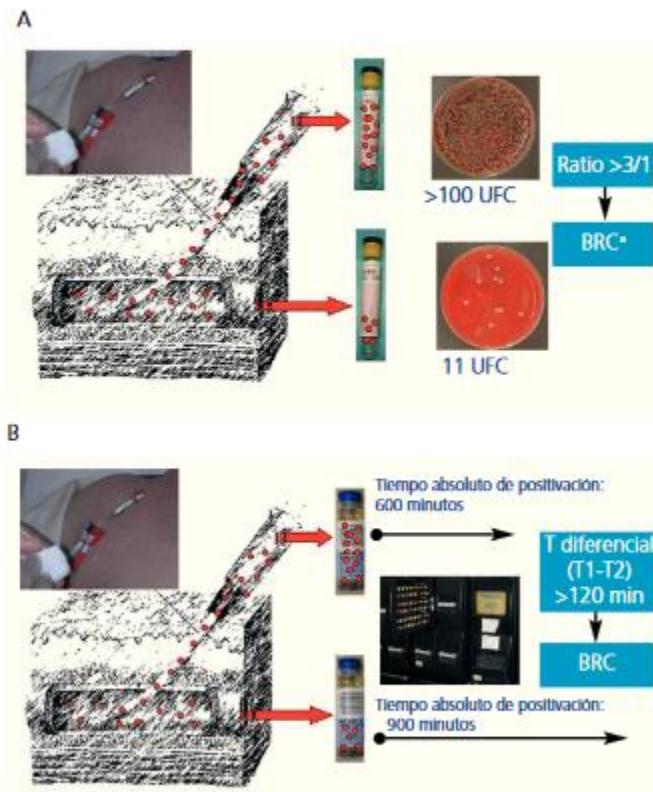 A
>100 UFC
Ratio >3/1
BRC*
11 UFC
B
Tiempo absoluto de positivación:
600 minutos
T diferencial
(T1-T2)
>120 min
BRC
Tiempo absoluto de positivación:
900 minutos